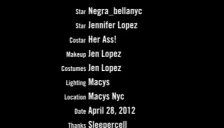 Star Negra_bellanyc
Star Jennifer Lopez
Costar Her Ass!
Makeup Jen Lopez
Costumes Jen Lopez
Lighting Macys
Location Macys Nyc
Date April 28, 2012
Thanks Sleepercell